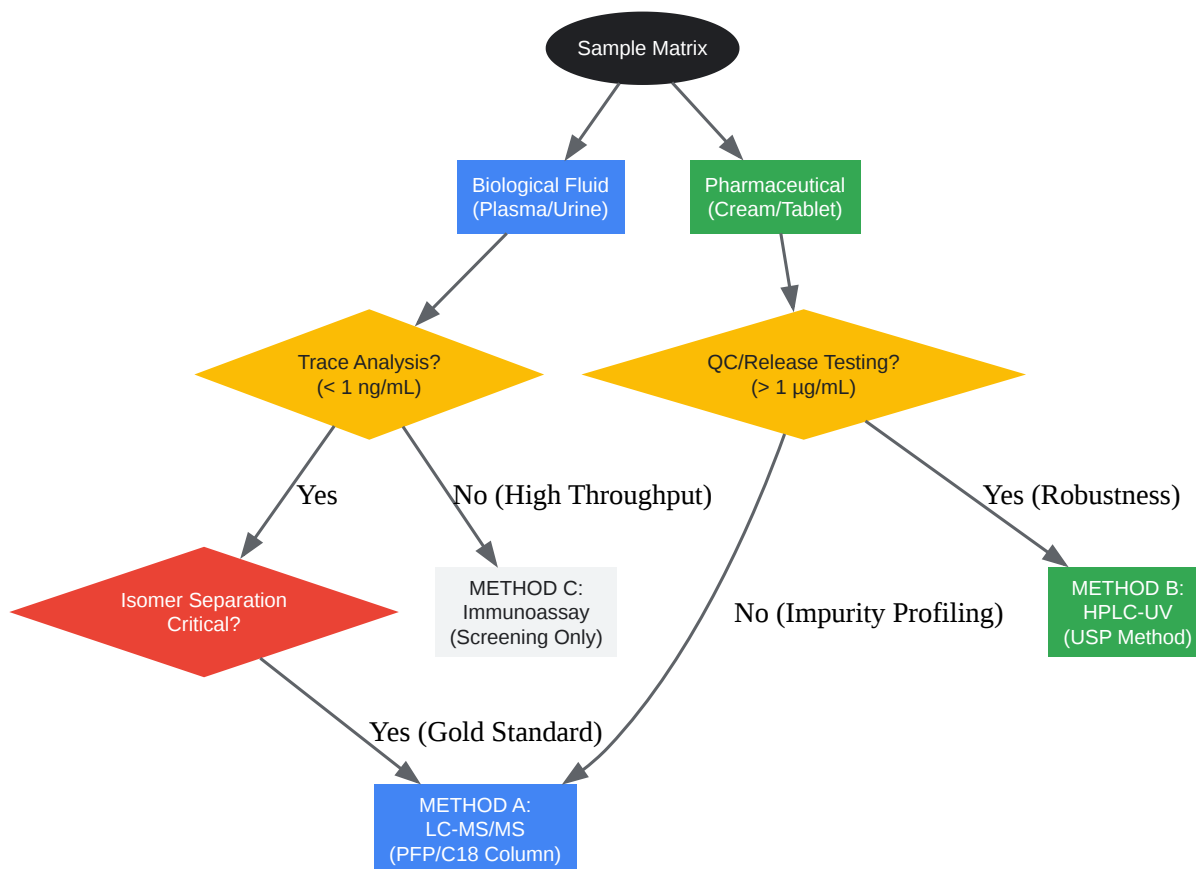 Sample Matrix
Biological Fluid
(Plasma/Urine)
Pharmaceutical
(Cream/Tablet)
Trace Analysis?
(< 1 ng/mL)
QC/Release Testing?
(> 1 µg/mL)
Yes
No (High Throughput)
Yes (Robustness)
Isomer Separation
Critical?
METHOD C:
Immunoassay
(Screening Only)
No (Impurity Profiling)
METHOD B:
HPLC-UV
(USP Method)
Yes (Gold Standard)
METHOD A:
LC-MS/MS
(PFP/C18 Column)